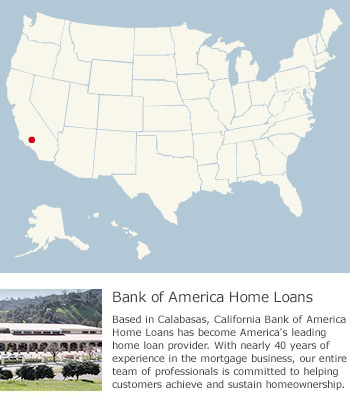 Bank of America Home Loans
Based in Calabasas, California Bank of America
Home Loans has become America's leading
home loan provider. With nearly 40 years of
experience in the mortgage business, our entire
team of professionals is committed to helping
customers achieve and sustain homeownership.